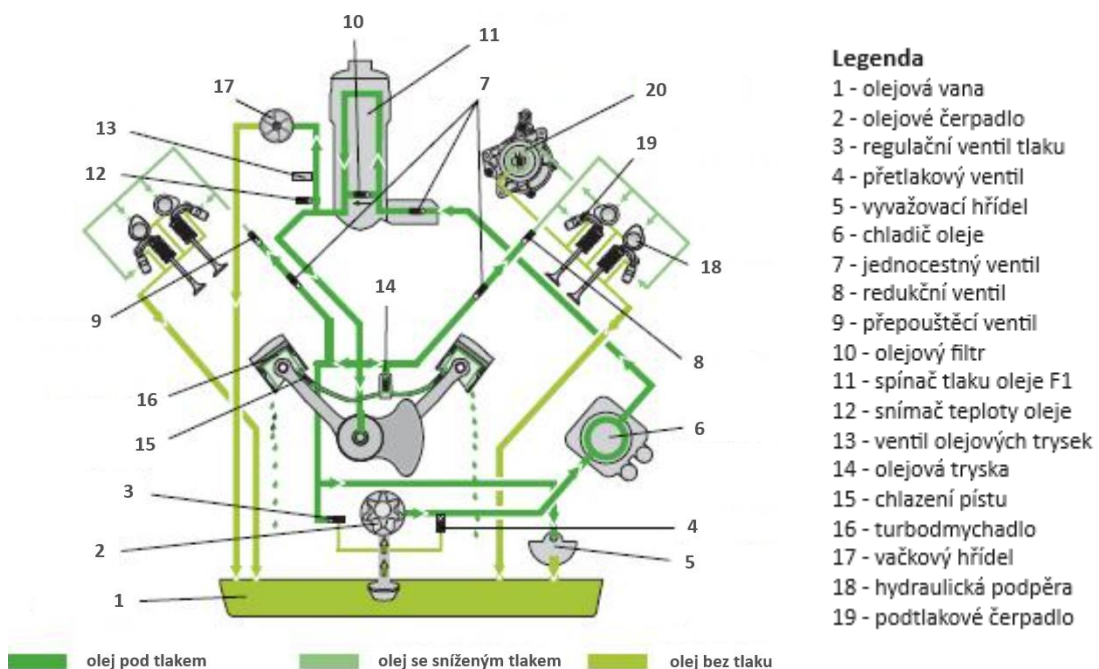 10
11
17
7
20
13
19
12
14
18
9
8
16
6
15
3
4
2
5
1
olej pod tlakem
olej se sníženým tlakem
olej bez tlaku
Legenda
1 - olejová vana
2 - olejové čerpadlo
3 - regulační ventil tlaku
4 - přetlakový ventil
5 - vyvažovací hřídel
6 - chladič oleje
7 - jednocestný ventil
8 - redukční ventil
9 - přepouštěcí ventil
10 - olejový filtr
11 - spínač tlaku oleje F1
12 - snímač teploty oleje
13 - ventil olejových trysek
14 - olejová tryska
15 - chlazení pístu
16 - turbodmychadlo
17 - vačkový hřídel
18 - hydraulická podpěra
19 - podtlakové čerpadlo